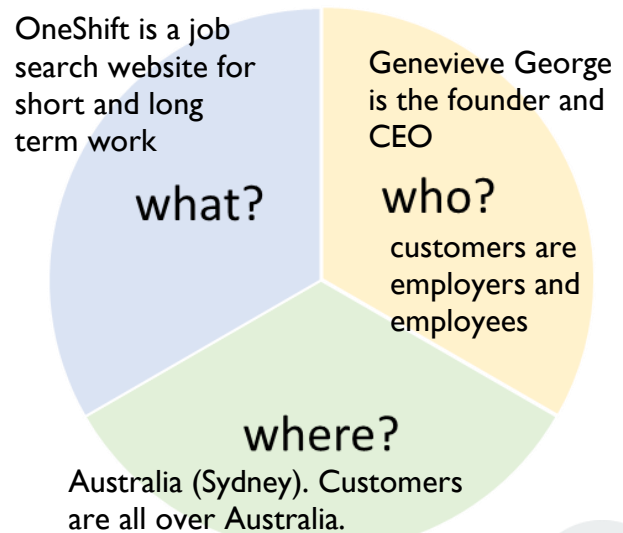 OneShift is a job
search website for
short and long
term work
what?
Genevieve George
is the founder and
CEO
who?
customers are
employers and
employees
where?
Australia (Sydney). Customers
are all over Australia.